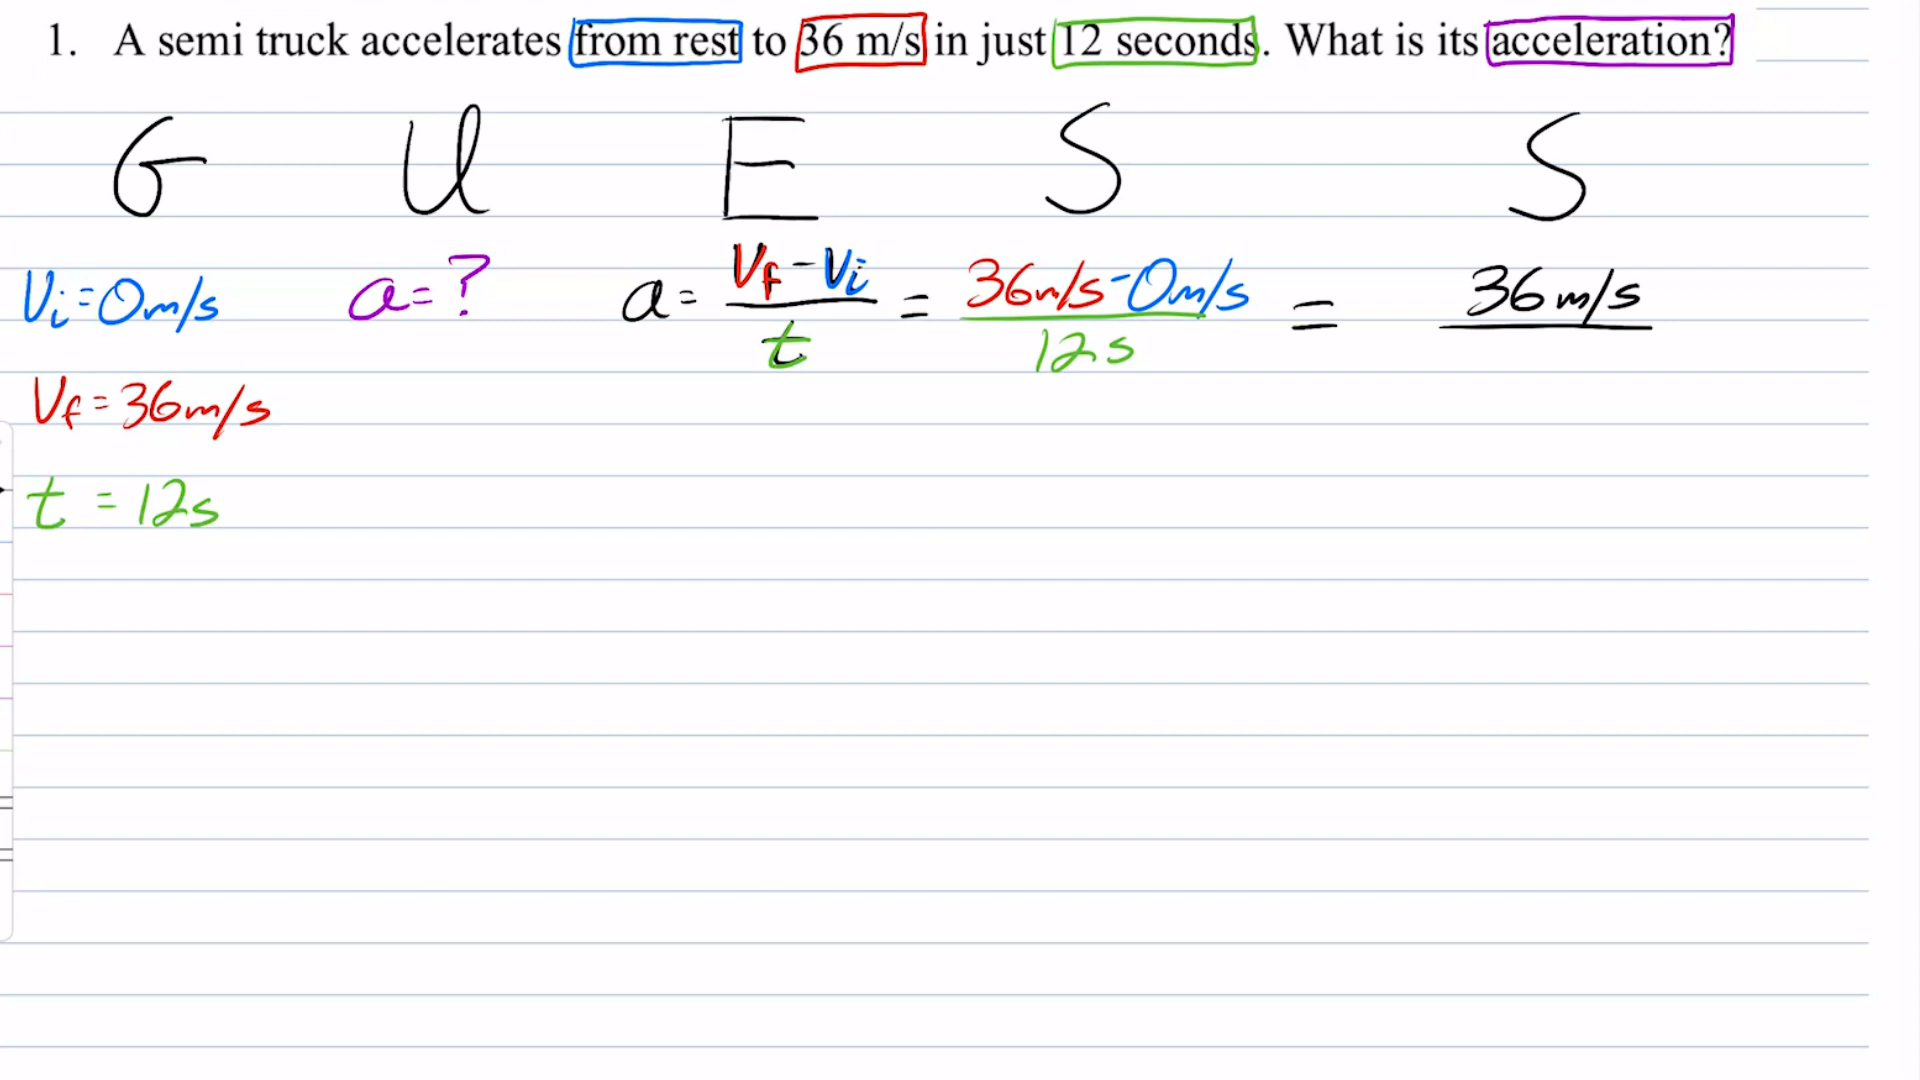 1. A semi truck accelerates from rest to 36 m/s in just 12 seconds. What is its acceleration?
G U E S S
Vi=0m/s a=? a= Vf-Vi / t = 36m/s-0m/s / 12s = 36m/s
Vf=36m/s
t = 12s